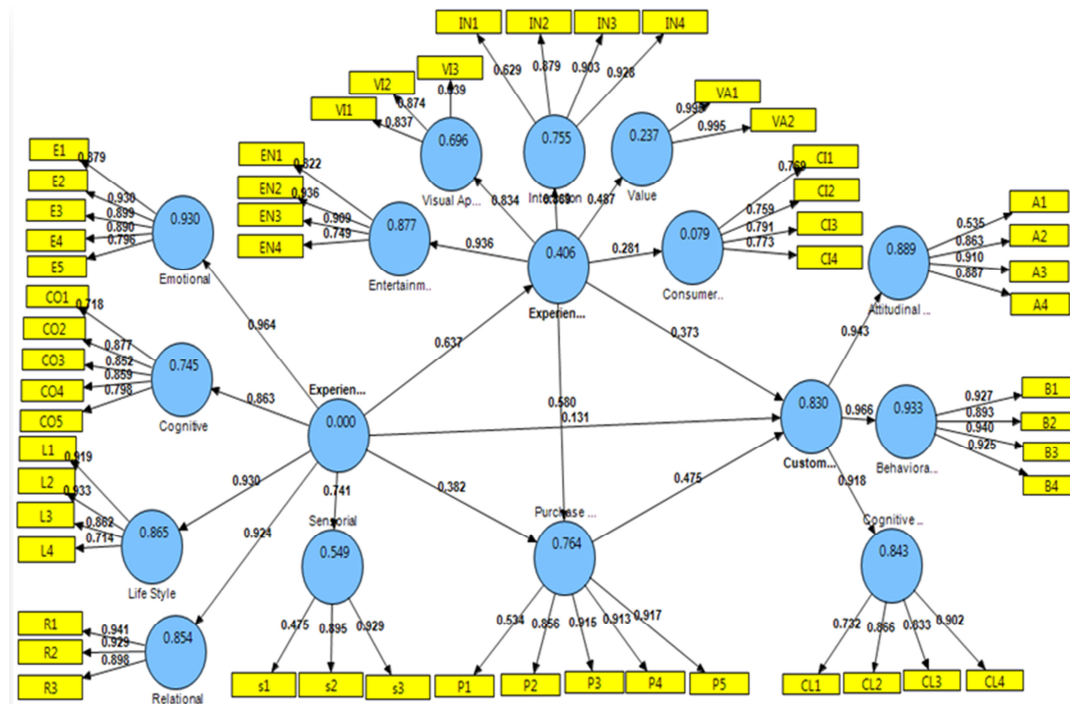 IN1 IN2 IN3 IN4
0.629 0.879 0.903 0.928
VI1 VI2 VI3
0.837 0.874
0.696
Visual Ap...
0.755
VA1
VA2
0.995
0.237
Value
E1
E2
E3
E4
E5
0.879
0.930
0.899
0.890
0.796
0.930
Emotional
EN1
EN2
EN3
EN4
0.822
0.936
0.909
0.749
0.877
Entertainm...
0.834
0.487
0.936
0.281
0.406
Experien...
CI1
CI2
CI3
CI4
0.769
0.759
0.791
0.773
0.079
Consumer...
A1
A2
A3
A4
0.535
0.863
0.910
0.887
0.889
Attitudinal ...
CO1
CO2
CO3
CO4
CO5
0.718
0.877
0.852
0.859
0.798
0.745
Cognitive
0.964
0.863
0.637
0.373
0.943
Experien...
0.000
0.580
0.131
0.830
Custom...
0.966
0.933
Behaviora...
B1
B2
B3
B4
0.927
0.893
0.940
0.925
L1
L2
L3
L4
0.919
0.933
0.862
0.714
0.865
Life Style
0.930
0.924
0.741
0.382
0.475
0.918
Sensorial
0.549
Purchase ...
0.764
Cognitive ...
0.843
R1
R2
R3
0.941
0.929
0.898
0.854
Relational
0.475 0.895 0.929
s1 s2 s3
0.534 0.856 0.915 0.913 0.917
P1 P2 P3 P4 P5
0.732 0.866 0.833 0.902
CL1 CL2 CL3 CL4